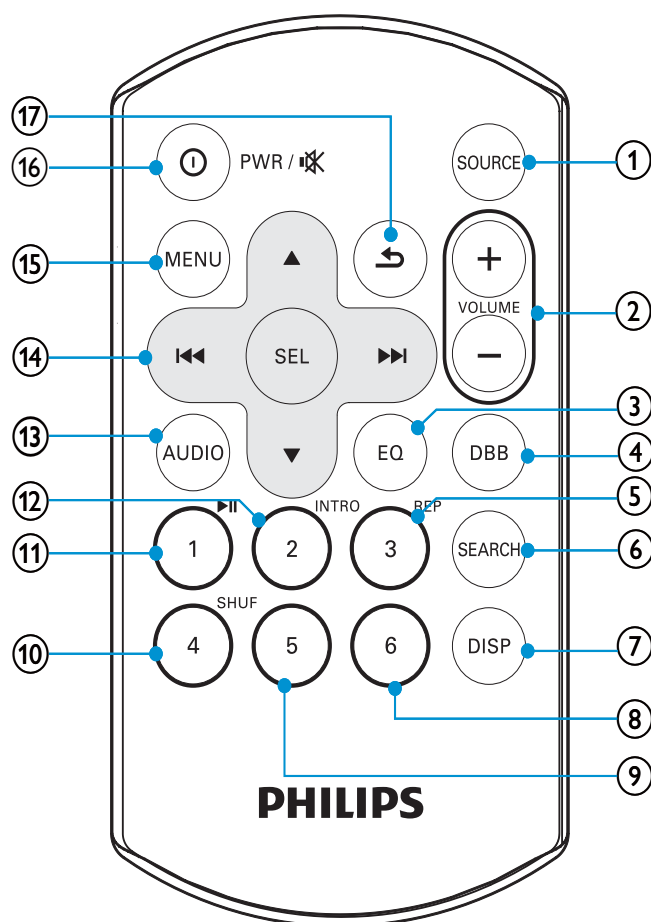 17
16
PWR /
SOURCE
1
15
MENU
+
VOLUME
−
2
14
SEL
3
13
AUDIO
EQ
DBB
4
12
INTRO
REP
5
11
1
2
3
SEARCH
6
SHUF
10
4
5
6
DISP
7
8
9
PHILIPS